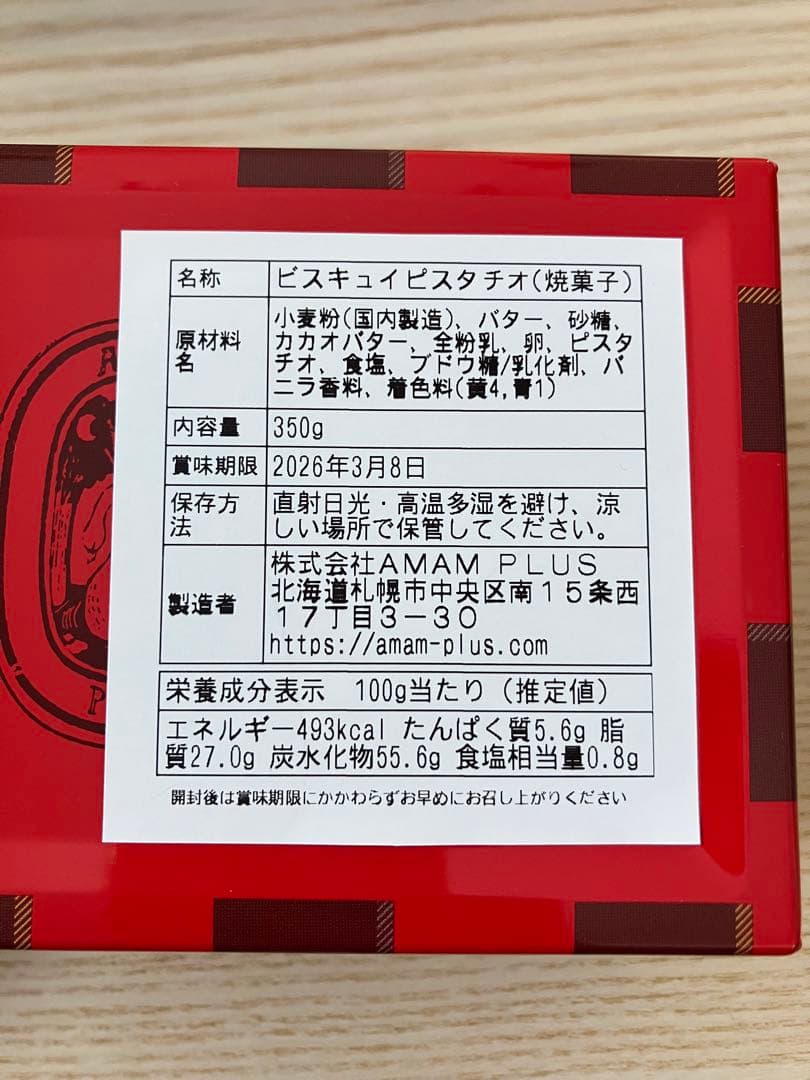 名称 ビスキュイピスタチオ(焼菓子)
原材料名 小麦粉(国内製造)、バター、砂糖、
カカオバター、全粉乳、卵、ピスタ
チオ、食塩、ブドウ糖/乳化剤、バ
ニラ香料、着色料(黄4,青1)
内容量 350g
賞味期限 2026年3月8日
保存方法 直射日光・高温多湿を避け、涼
しい場所で保管してください。
製造者 株式会社AMAM PLUS
北海道札幌市中央区南15条西
17丁目3-30
https://amam-plus.com
栄養成分表示 100g当たり(推定値)
エネルギー493kcal たんぱく質5.6g 脂
質27.0g 炭水化物55.6g 食塩相当量0.8g
開封後は賞味期限にかかわらずお早めにお召し上がりください